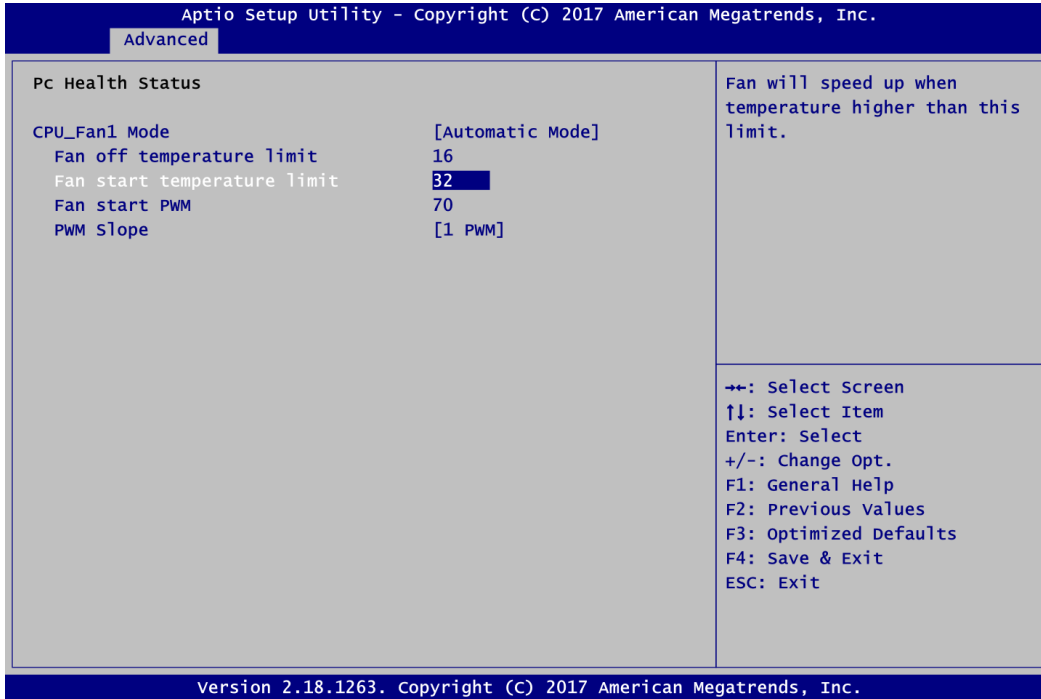 Aptio Setup Utility - Copyright (C) 2017 American Megatrends, Inc.
Advanced
Pc Health Status
CPU_Fan1 Mode [Automatic Mode]
Fan off temperature limit 16
Fan start temperature limit 32
Fan start PWM 70
PWM Slope [1 PWM]
Fan will speed up when
temperature higher than this
limit.
→←: Select Screen
↑↓: Select Item
Enter: Select
+/-: Change Opt.
F1: General Help
F2: Previous Values
F3: Optimized Defaults
F4: Save & Exit
ESC: Exit
Version 2.18.1263. Copyright (C) 2017 American Megatrends, Inc.